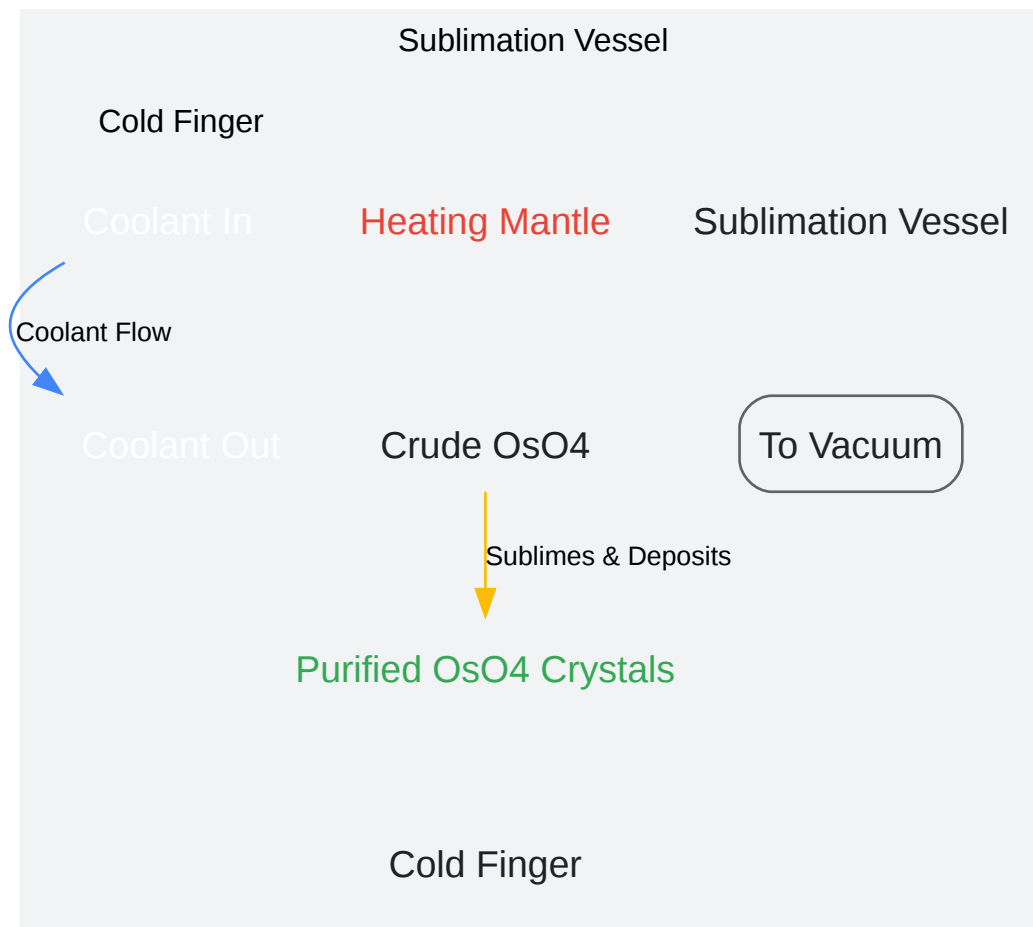 Sublimation Vessel
Cold Finger
Coolant In
Heating Mantle
Sublimation Vessel
Coolant Flow
Coolant Out
Crude OsO4
To Vacuum
Sublimes & Deposits
Purified OsO4 Crystals
Cold Finger